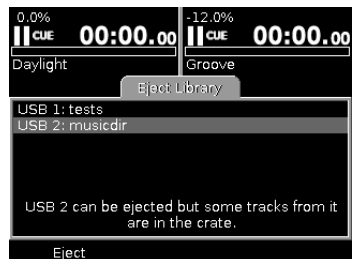 0.0%
CUE 00:00.00
Daylight
-12.0%
CUE 00:00.00
Groove
Eject Library
USB 1: tests
USB 2: musicdir
USB 2 can be ejected but some tracks from it
are in the crate.
Eject